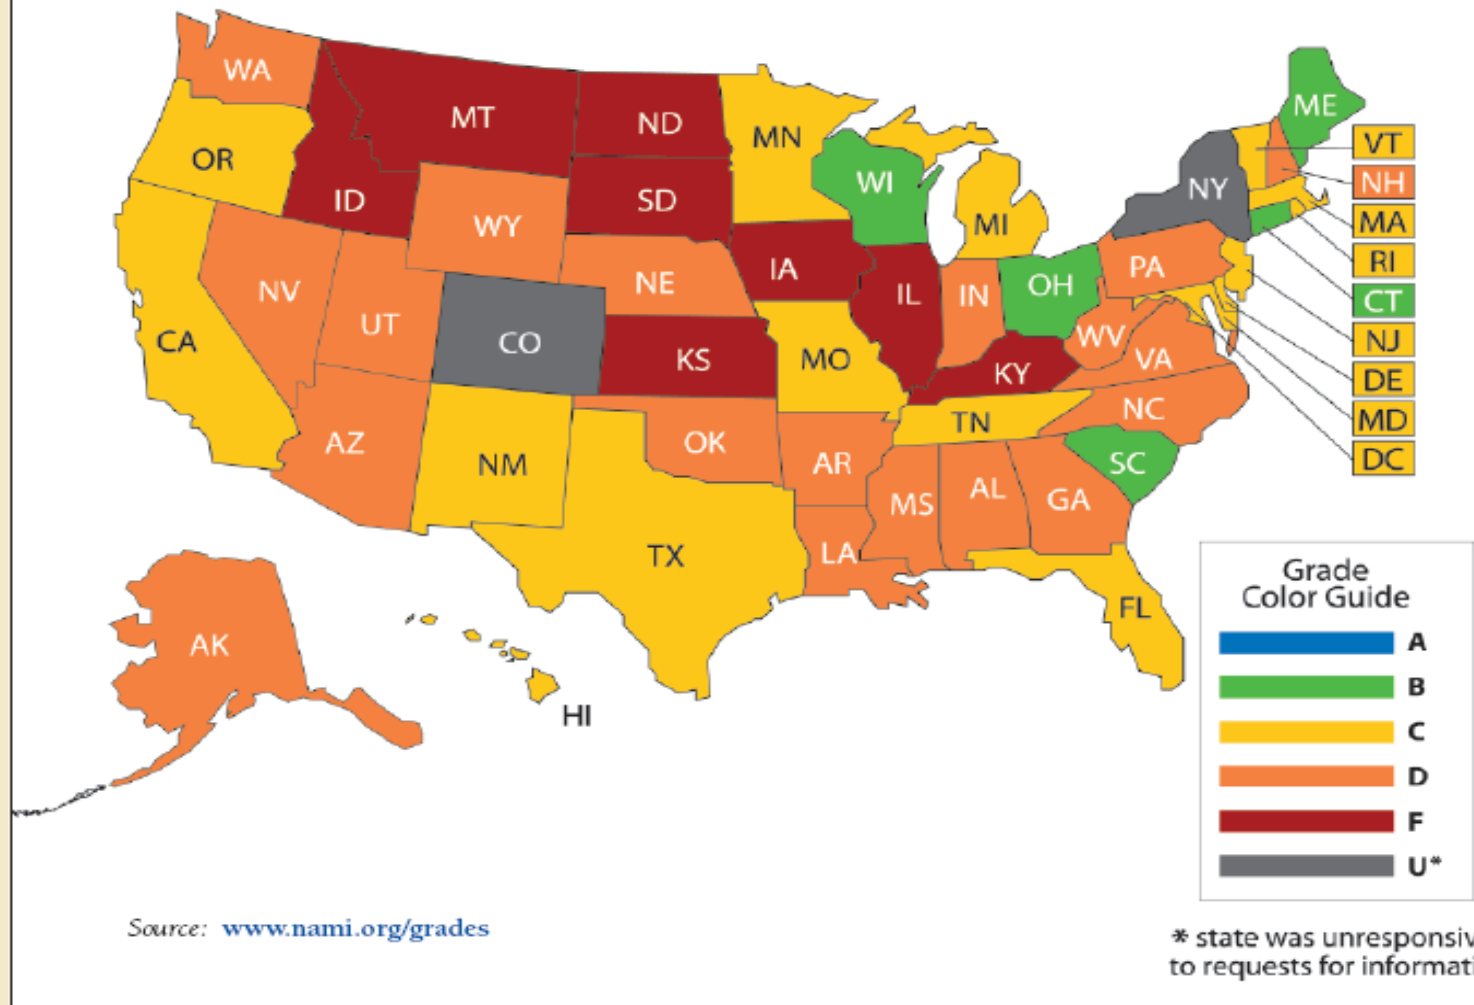 WA
MT
ND
MN
ME
VT
OR
ID
WY
SD
WI
MI
NY
NH
MA
RI
NV
UT
NE
IA
IL
IN
OH
PA
CT
CA
CO
KS
MO
KY
WV
VA
NJ
DE
MD
DC
AZ
NM
OK
AR
TN
NC
SC
TX
LA
MS
AL
GA
FL
AK
HI
Grade
Color Guide
A
B
C
D
F
U*
Source: www.nami.org/grades
* state was unresponsiv
to requests for informati